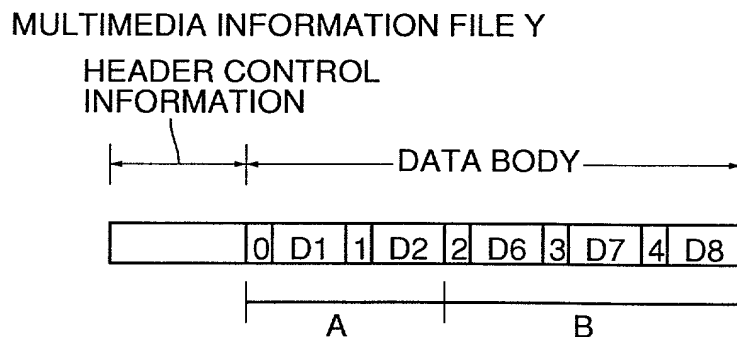 MULTIMEDIA INFORMATION FILE Y
HEADER CONTROL
INFORMATION
DATA BODY
0 D1 1 D2 2 D6 3 D7 4 D8
A B